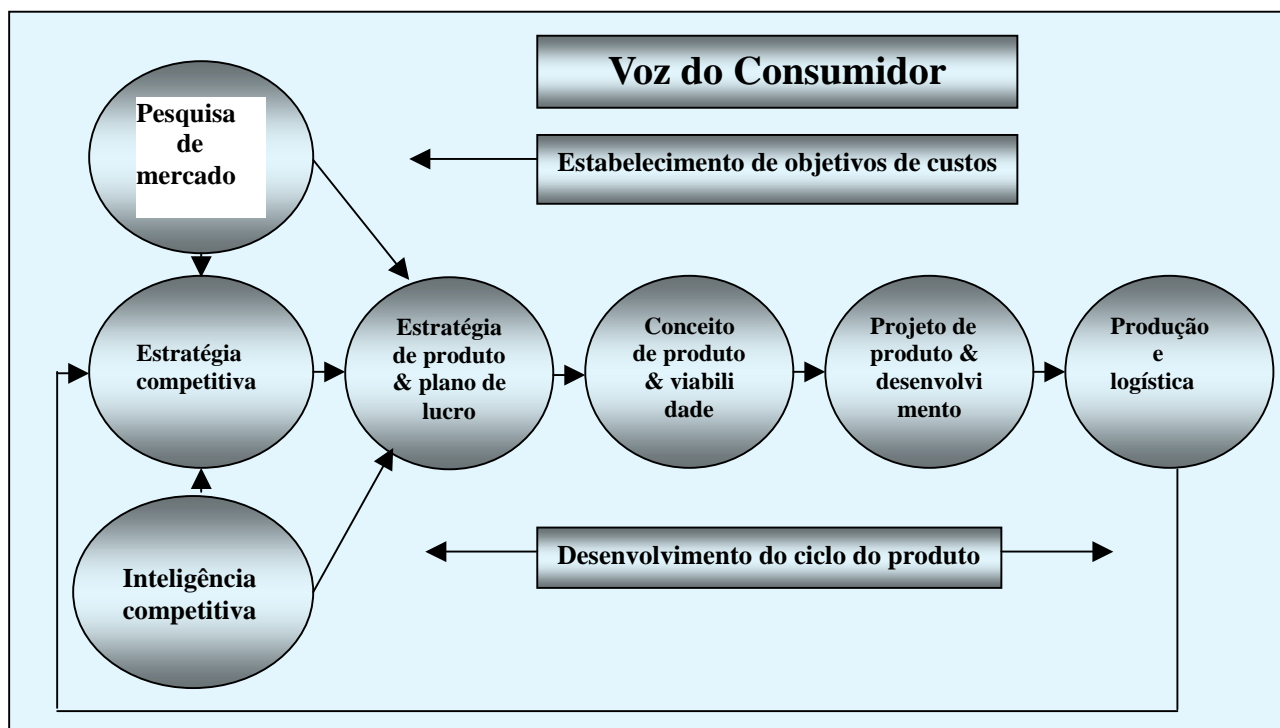 Voz do Consumidor
Pesquisa
de
mercado
Estabelecimento de objetivos de custos
Estratégia
competitiva
Estratégia
de produto
& plano de
lucro
Conceito
de produto
& viabili
dade
Projeto de
produto &
desenvolvi
mento
Produção
e
logística
Inteligência
competitiva
Desenvolvimento do ciclo do produto